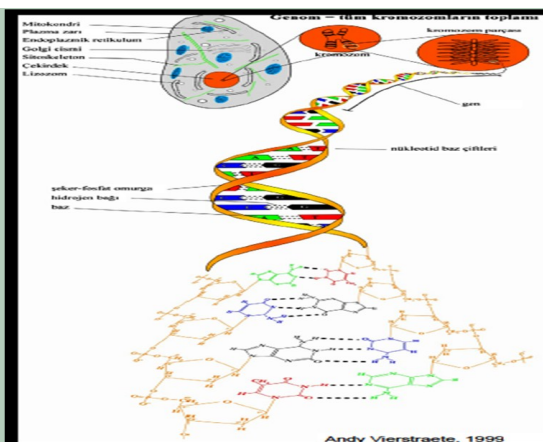 Genom – tüm kromozomların toplamı
Mitokondri
Plazma zarı
Endoplazmik retikulum
Golgi cismi
Sitoskeleton
Çekirdek
Lizozom
kromozom
kromozom parçası
gen
nükleotid baz çiftleri
şeker-fosfat omurga
hidrojen bağı
baz
Andy Vierstraete, 1999